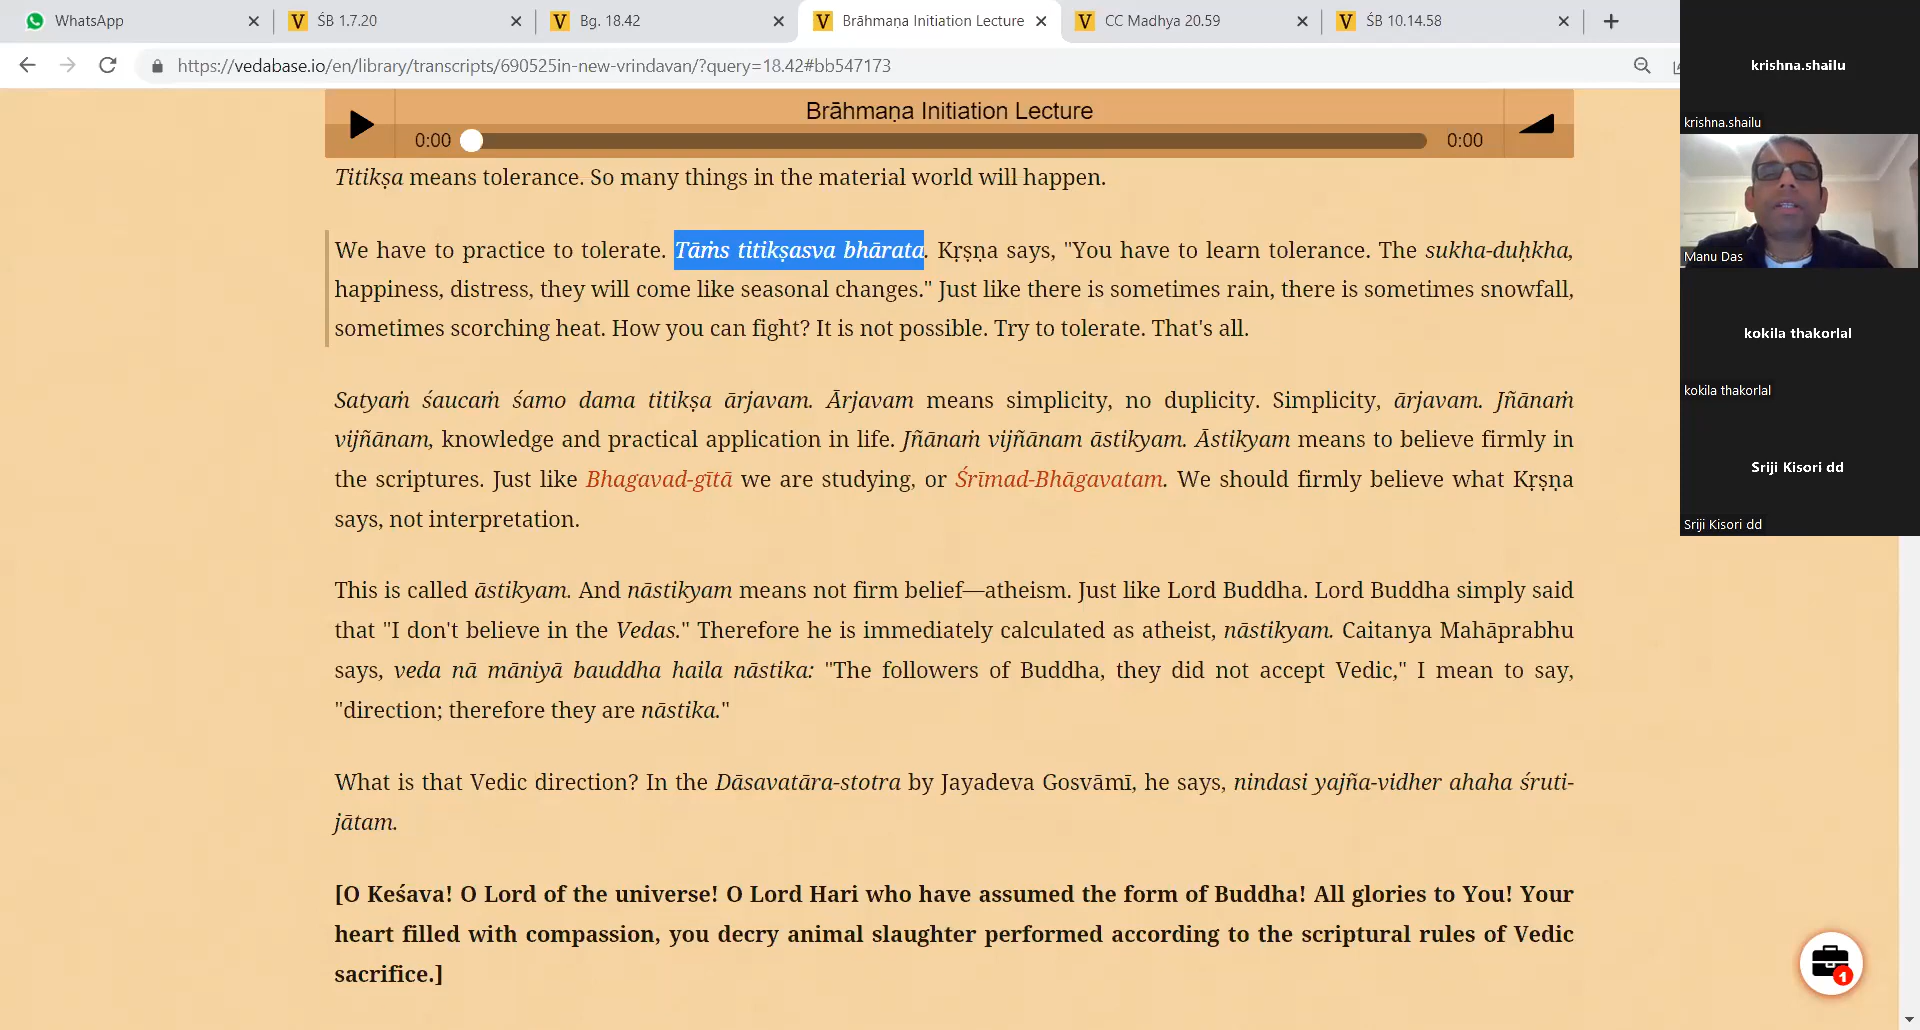 WhatsApp
ŚB 1.7.20
Bg. 18.42
Brāhmaṇa Initiation Lecture
CC Madhya 20.59
ŚB 10.14.58
https://vedabase.io/en/library/transcripts/690525in-new-vrindavan/?query=18.42#bb547173
Brāhmaṇa Initiation Lecture
0:00
0:00
Titikṣa means tolerance. So many things in the material world will happen.
We have to practice to tolerate. Tāṁs titikṣasva bhārata. Kṛṣṇa says, "You have to learn tolerance. The sukha-duḥkha,
happiness, distress, they will come like seasonal changes." Just like there is sometimes rain, there is sometimes snowfall,
sometimes scorching heat. How you can fight? It is not possible. Try to tolerate. That's all.
Satyaṁ śaucaṁ śamo dama titikṣa ārjavam. Ārjavam means simplicity, no duplicity. Simplicity, ārjavam. Jñānaṁ
vijñānam, knowledge and practical application in life. Jñānaṁ vijñānam āstikyam. Āstikyam means to believe firmly in
the scriptures. Just like Bhagavad-gītā we are studying, or Śrīmad-Bhāgavatam. We should firmly believe what Kṛṣṇa
says, not interpretation.
This is called āstikyam. And nāstikyam means not firm belief—atheism. Just like Lord Buddha. Lord Buddha simply said
that "I don't believe in the Vedas." Therefore he is immediately calculated as atheist, nāstikyam. Caitanya Mahāprabhu
says, veda nā māniyā bauddha haila nāstika: "The followers of Buddha, they did not accept Vedic," I mean to say,
"direction; therefore they are nāstika."
What is that Vedic direction? In the Dāsavatāra-stotra by Jayadeva Gosvāmī, he says, nindasi yajña-vidher ahaha śruti-
jātam.
[O Keśava! O Lord of the universe! O Lord Hari who have assumed the form of Buddha! All glories to You! Your
heart filled with compassion, you decry animal slaughter performed according to the scriptural rules of Vedic
sacrifice.]
1
krishna.shailu
krishna.shailu
Manu Das
kokila thakorlal
kokila thakorlal
Sriji Kisori dd
Sriji Kisori dd